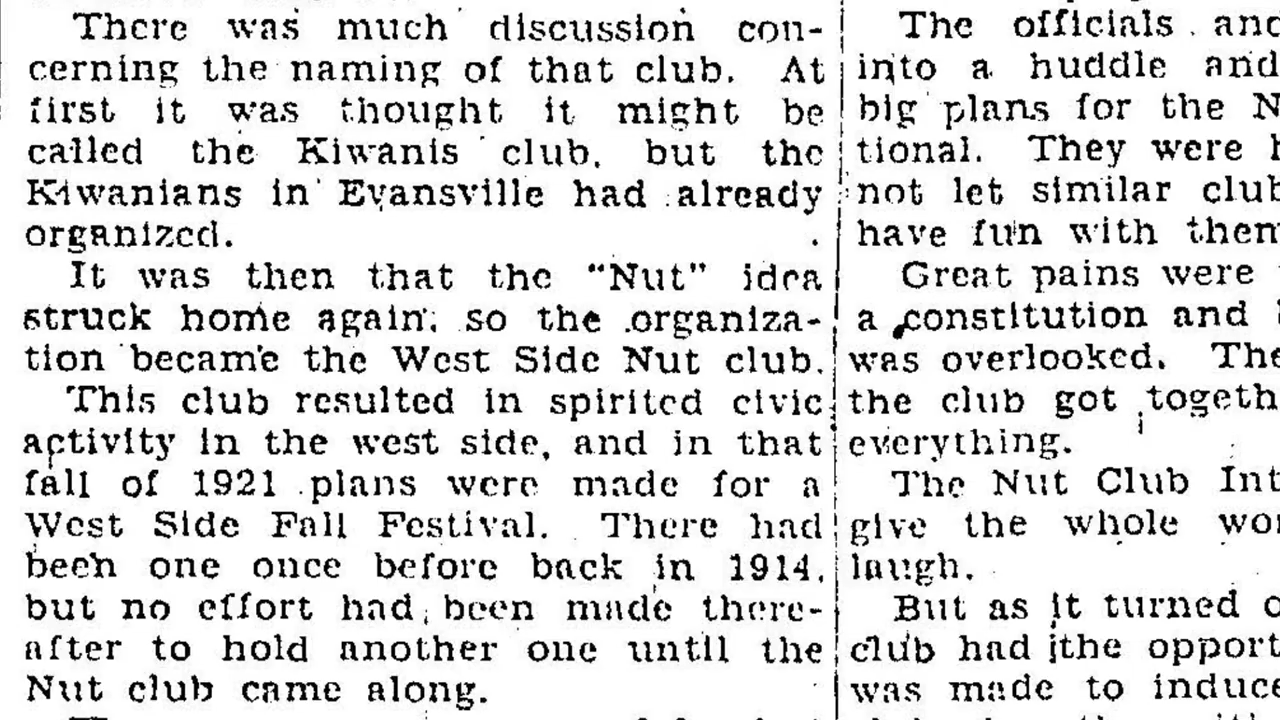 There was much discussion con-
cerning the naming of that club. At
first it was thought it might be
called the Kiwanis club, but the
Kiwanians in Evansville had already
organized.
It was then that the "Nut" idea
struck home again, so the organiza-
tion became the West Side Nut club.
This club resulted in spirited civic
activity in the west side, and in that
fall of 1921 plans were made for a
West Side Fall Festival. There had
been one once before back in 1914,
but no effort had been made there-
after to hold another one until the
Nut club came along.
The officials and
into a huddle and
big plans for the N
tional. They were
not let similar club
have fun with them
Great pains were
a constitution and
was overlooked. The
the club got togeth
everything.
The Nut Club Int
give the whole wor
laugh.
But as it turned o
club had the opport
was made to induce